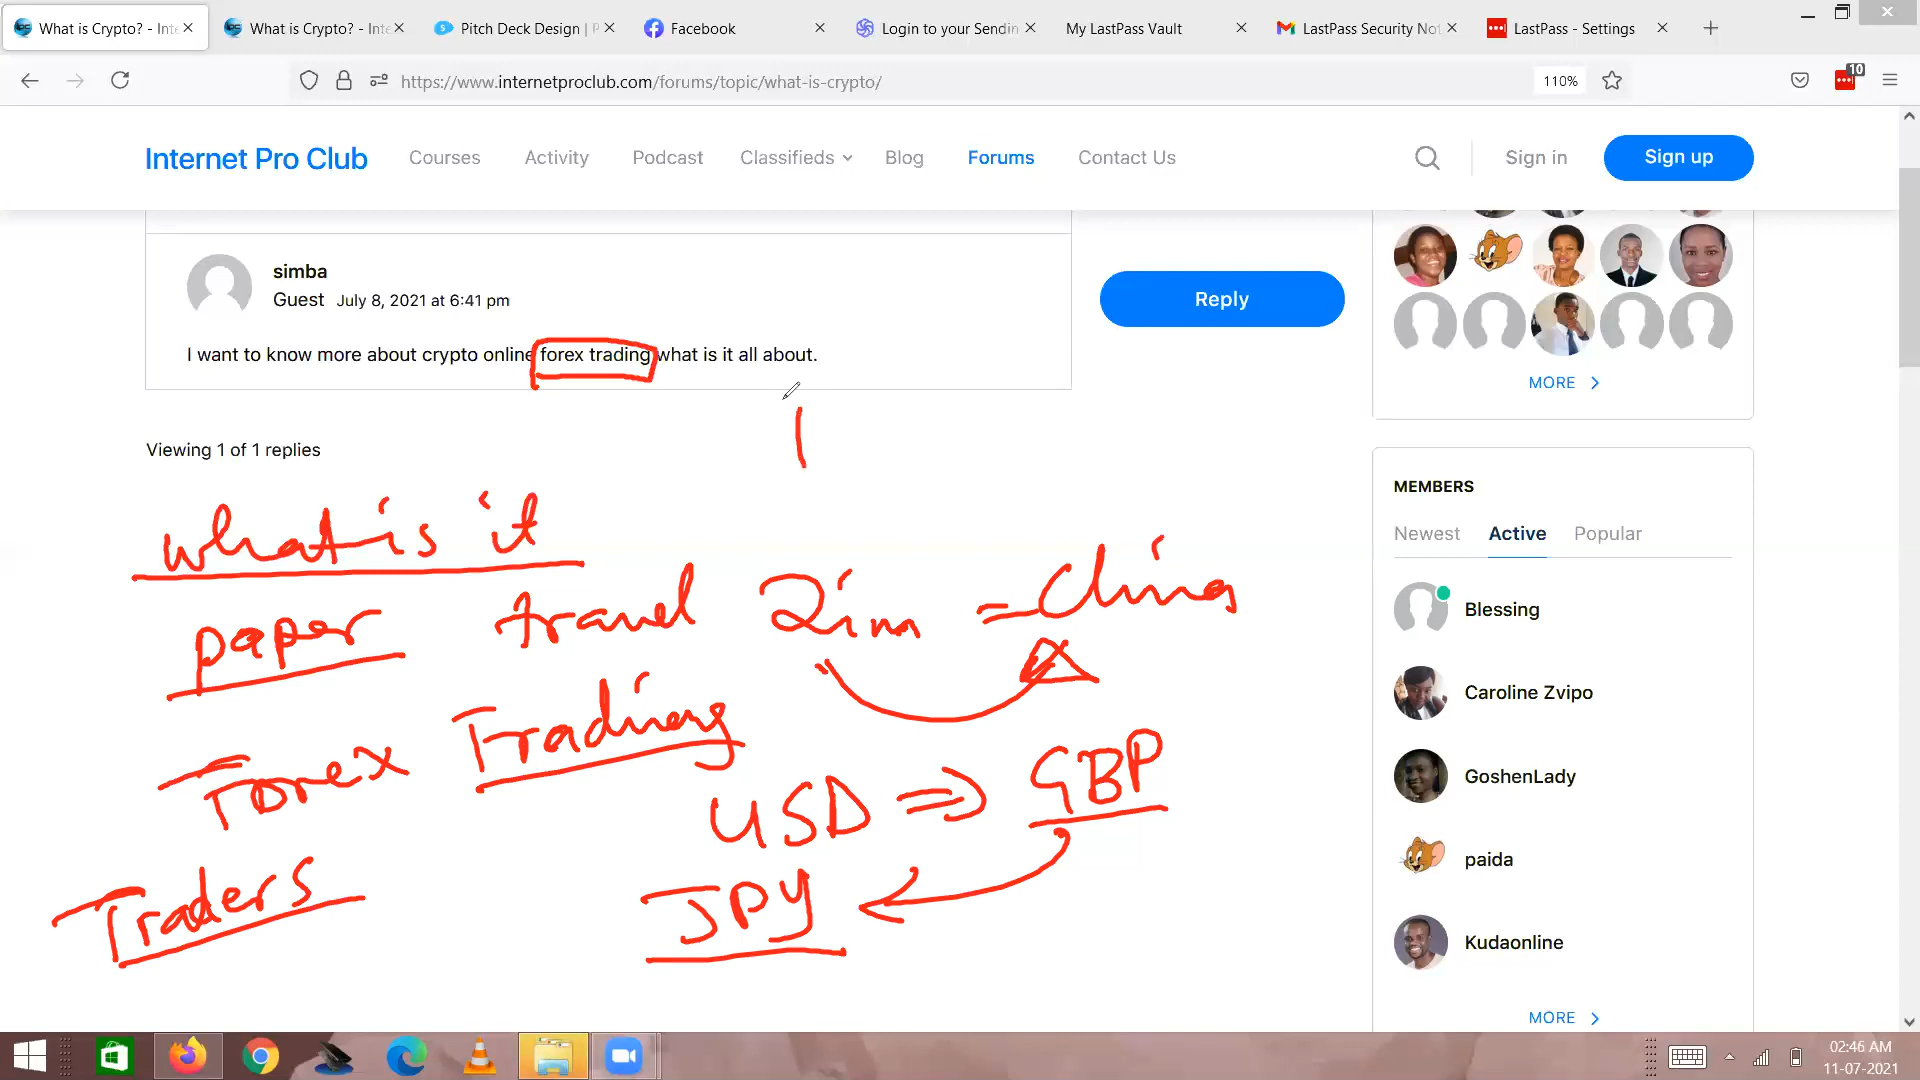 What is Crypto? - Inte
What is Crypto? - Inte
Pitch Deck Design | P
Facebook
Login to your Sendin
My LastPass Vault
LastPass Security Not
LastPass - Settings
https://www.internetproclub.com/forums/topic/what-is-crypto/
110%
10
Internet Pro Club
Courses
Activity
Podcast
Classifieds
Blog
Forums
Contact Us
Sign in
Sign up
simba
Guest July 8, 2021 at 6:41 pm
I want to know more about crypto online forex trading what is it all about.
Reply
MORE
Viewing 1 of 1 replies
what is it
paper travel Zim = China
Forex Trading
USD => GBP
Traders
JPY
MEMBERS
Newest Active Popular
Blessing
Caroline Zvipo
GoshenLady
paida
Kudaonline
MORE
02:46 AM
11-07-2021